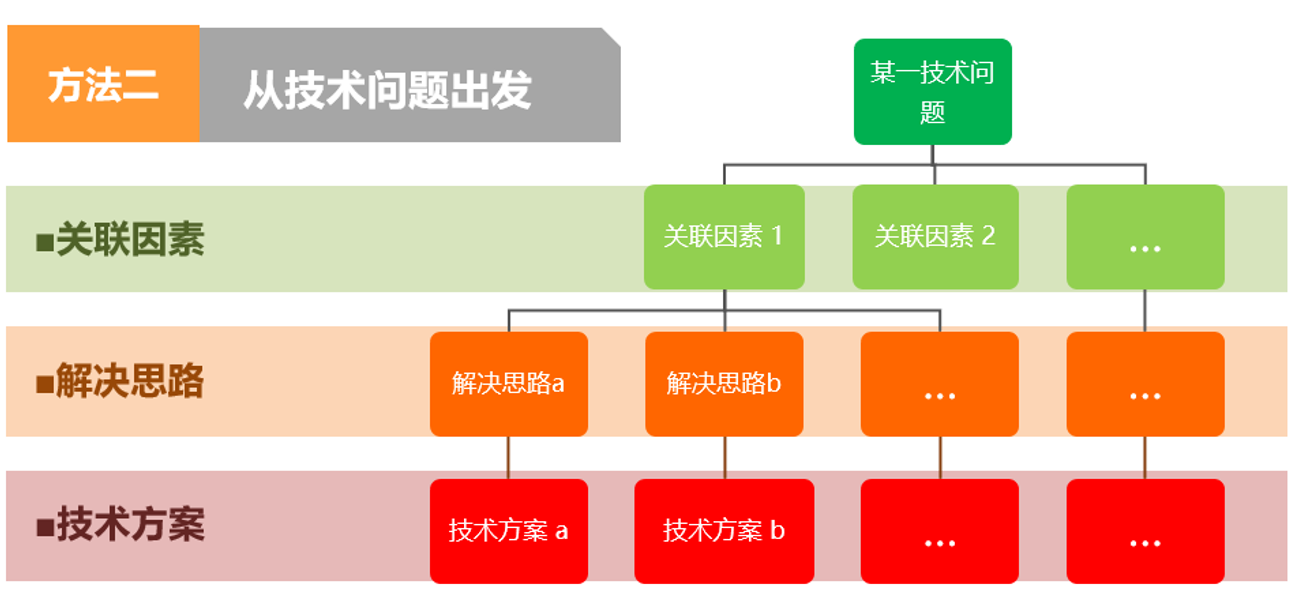 方法二
从技术问题出发
某一技术问
题
■关联因素
关联因素 1
关联因素 2
...
■解决思路
解决思路a
解决思路b
...
...
■技术方案
技术方案 a
技术方案 b
...
...